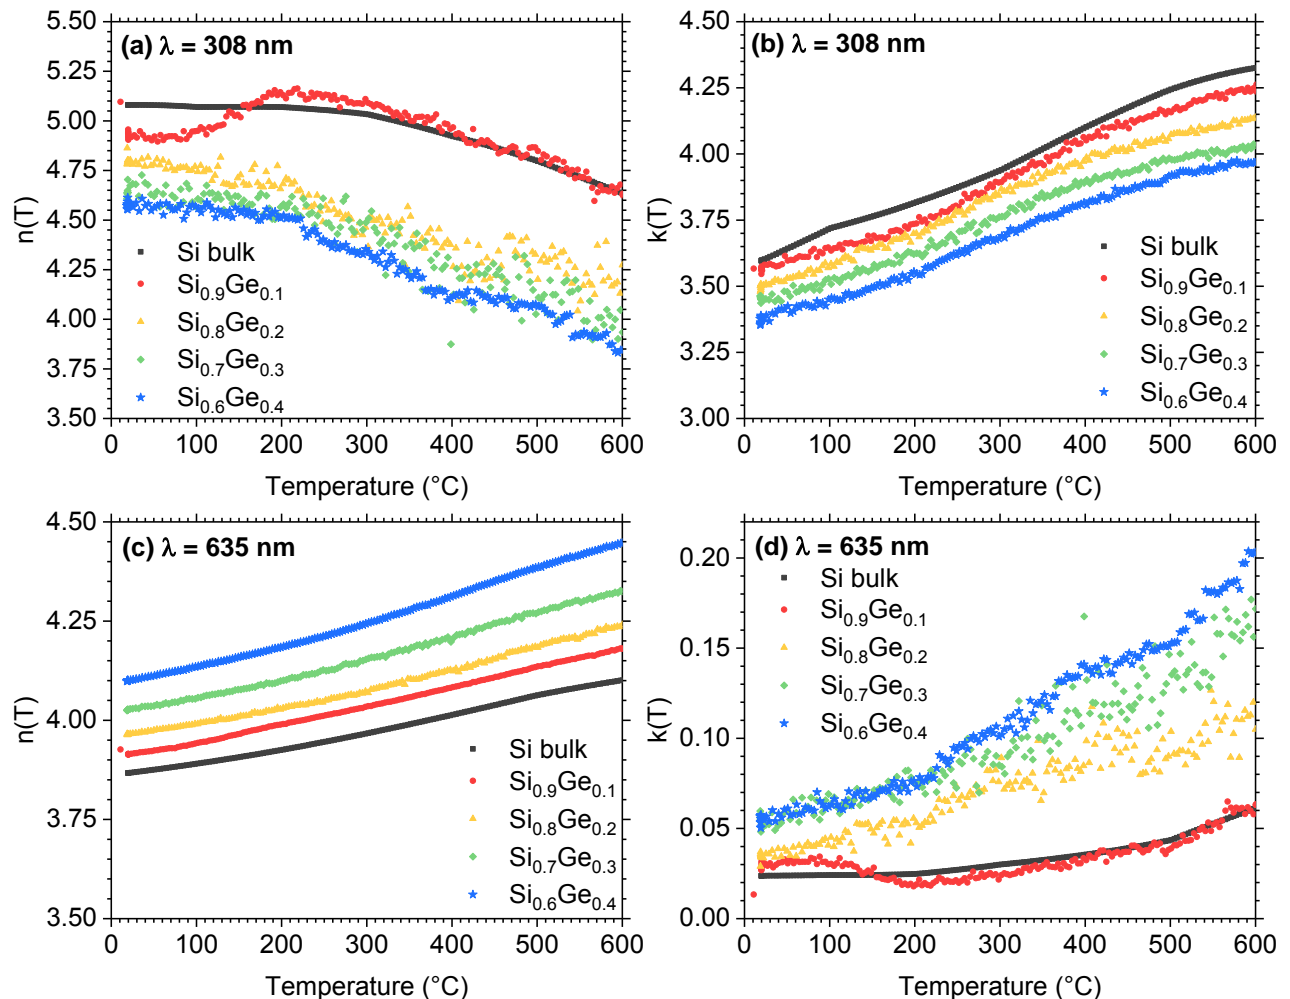 (a) λ = 308 nm
n(T)
5.50
5.25
5.00
4.75
4.50
4.25
4.00
3.75
3.50
Si bulk
Si0.9Ge0.1
Si0.8Ge0.2
Si0.7Ge0.3
Si0.6Ge0.4
0 100 200 300 400 500 600
Temperature (°C)
(b) λ = 308 nm
k(T)
4.50
4.25
4.00
3.75
3.50
3.25
3.00
Si bulk
Si0.9Ge0.1
Si0.8Ge0.2
Si0.7Ge0.3
Si0.6Ge0.4
0 100 200 300 400 500 600
Temperature (°C)
(c) λ = 635 nm
n(T)
4.50
4.25
4.00
3.75
3.50
Si bulk
Si0.9Ge0.1
Si0.8Ge0.2
Si0.7Ge0.3
Si0.6Ge0.4
0 100 200 300 400 500 600
Temperature (°C)
(d) λ = 635 nm
k(T)
0.20
0.15
0.10
0.05
0.00
Si bulk
Si0.9Ge0.1
Si0.8Ge0.2
Si0.7Ge0.3
Si0.6Ge0.4
0 100 200 300 400 500 600
Temperature (°C)